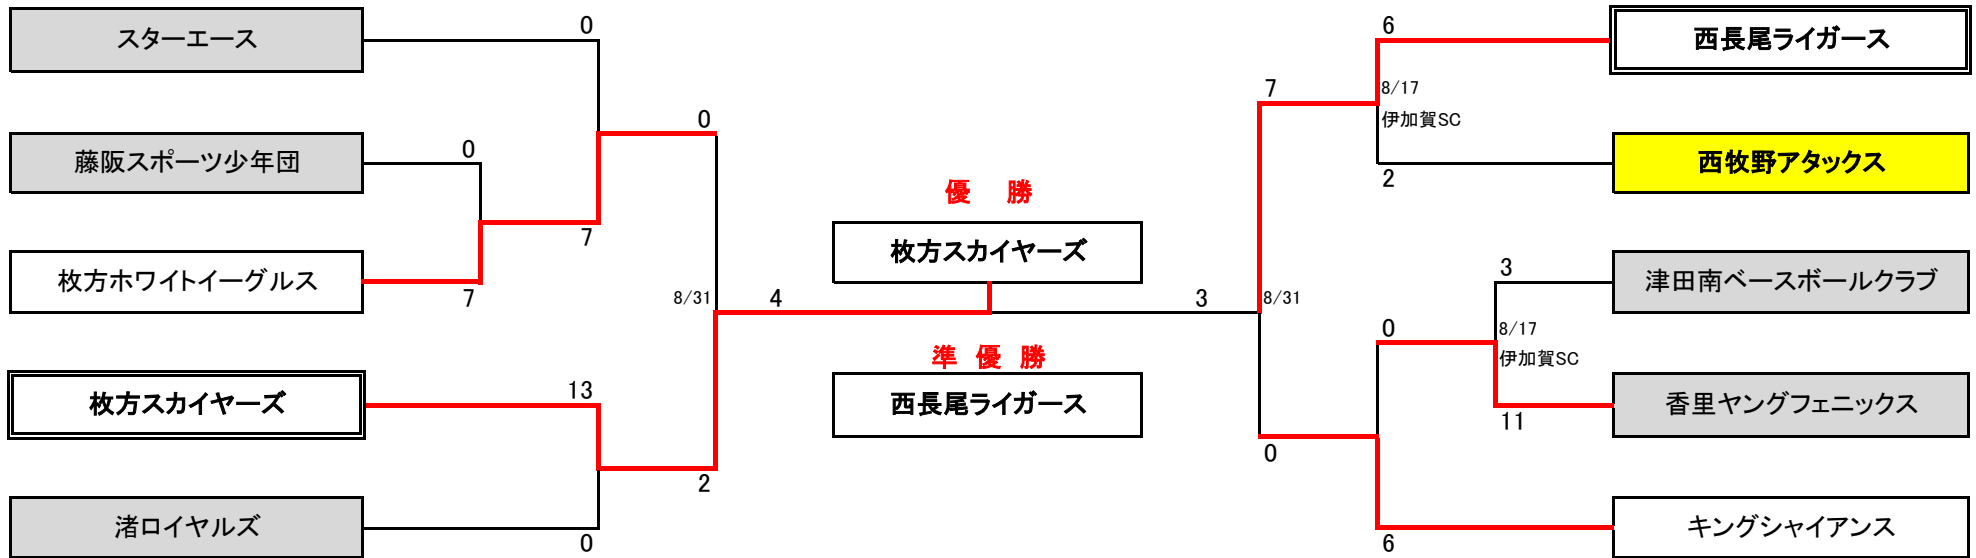 スターエース
0
藤阪スポーツ少年団
0
枚方ホワイトイーグルス
7
7
0
枚方スカイヤーズ
13
渚ロイヤルズ
0
2
8/31
4
優 勝
枚方スカイヤーズ
準 優 勝
西長尾ライガース
3
8/31
7
0
6
西長尾ライガース
8/17
伊加賀SC
2
西牧野アタックス
3
津田南ベースボールクラブ
8/17
伊加賀SC
0
11
香里ヤングフェニックス
6
キングシャイアンス